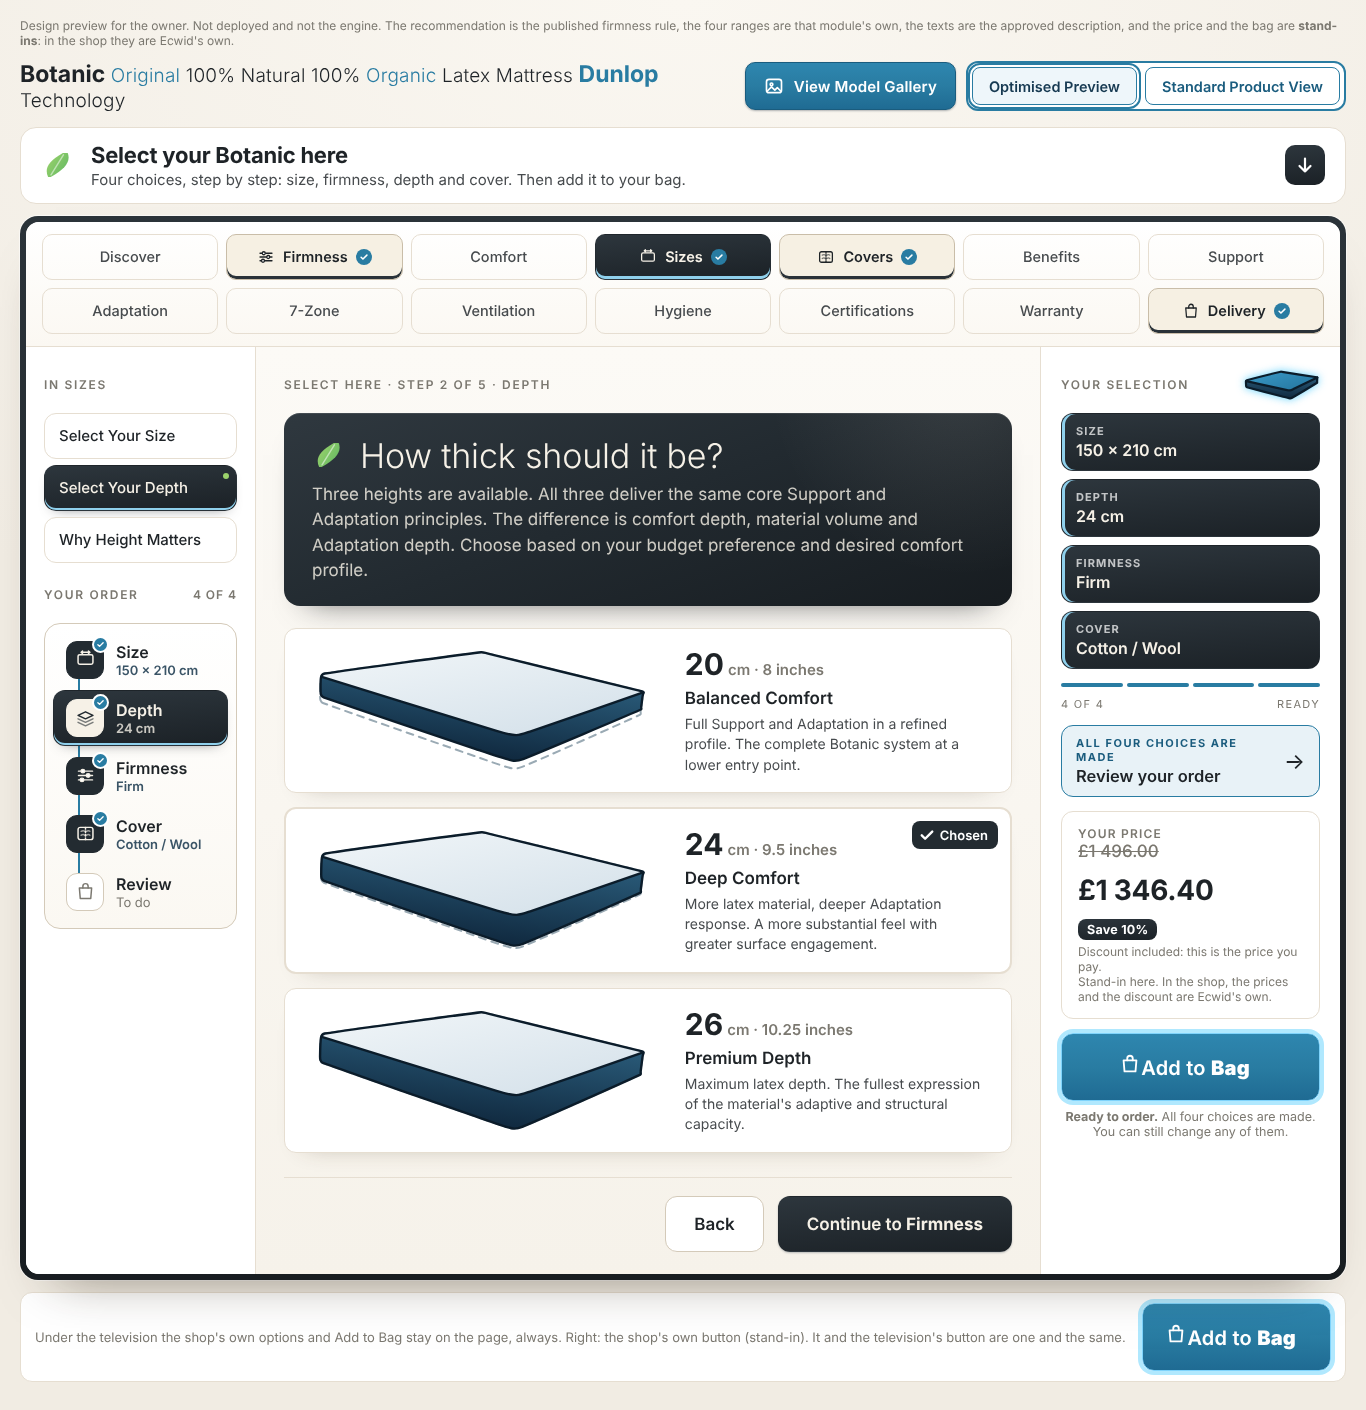 Design preview for the owner. Not deployed and not the engine. The recommendation is the published firmness rule, the four ranges are that module's own, the texts are the approved description, and the price and the bag are stand-
ins: in the shop they are Ecwid's own.
Botanic Original 100% Natural 100% Organic Latex Mattress Dunlop
Technology
View Model Gallery
Optimised Preview
Standard Product View
Select your Botanic here
Four choices, step by step: size, firmness, depth and cover. Then add it to your bag.
Discover
Firmness
Comfort
Sizes
Covers
Benefits
Support
Adaptation
7-Zone
Ventilation
Hygiene
Certifications
Warranty
Delivery
IN SIZES
Select Your Size
Select Your Depth
Why Height Matters
YOUR ORDER 4 OF 4
Size
150 × 210 cm
Depth
24 cm
Firmness
Firm
Cover
Cotton / Wool
Review
To do
SELECT HERE · STEP 2 OF 5 · DEPTH
How thick should it be?
Three heights are available. All three deliver the same core Support and
Adaptation principles. The difference is comfort depth, material volume and
Adaptation depth. Choose based on your budget preference and desired comfort
profile.
20 cm · 8 inches
Balanced Comfort
Full Support and Adaptation in a refined
profile. The complete Botanic system at a
lower entry point.
24 cm · 9.5 inches
Chosen
Deep Comfort
More latex material, deeper Adaptation
response. A more substantial feel with
greater surface engagement.
26 cm · 10.25 inches
Premium Depth
Maximum latex depth. The fullest expression
of the material's adaptive and structural
capacity.
Back
Continue to Firmness
YOUR SELECTION
SIZE
150 × 210 cm
DEPTH
24 cm
FIRMNESS
Firm
COVER
Cotton / Wool
4 OF 4 READY
ALL FOUR CHOICES ARE
MADE
Review your order
YOUR PRICE
£1 496.00
£1 346.40
Save 10%
Discount included: this is the price you
pay.
Stand-in here. In the shop, the prices
and the discount are Ecwid's own.
Add to Bag
Ready to order. All four choices are made.
You can still change any of them.
Under the television the shop's own options and Add to Bag stay on the page, always. Right: the shop's own button (stand-in). It and the television's button are one and the same.
Add to Bag